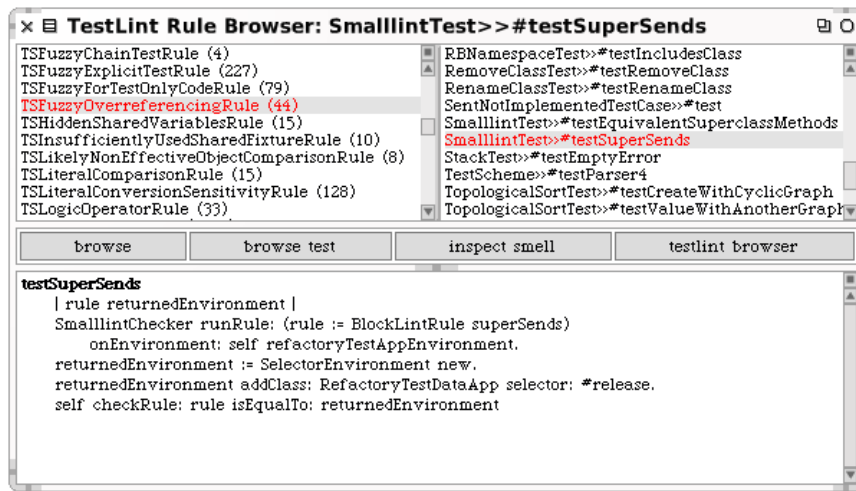 TestLint Rule Browser: SmalllintTest>>#testSuperSends
TSFuzzyChainTestRule (4)
TSFuzzyExplicitTestRule (227)
TSFuzzyForTestOnlyCodeRule (79)
TSFuzzyOverreferencingRule (44)
TSHiddenSharedVariablesRule (15)
TSInsufficientlyUsedSharedFixtureRule (10)
TSLikelyNonEffectiveObjectComparisonRule (8)
TSLiteralComparisonRule (15)
TSLiteralConversionSensitivityRule (128)
TSLogicOperatorRule (33)
RBNamespaceTest>>#testIncludesClass
RemoveClassTest>>#testRemoveClass
RenameClassTest>>#testRenameClass
SentNotImplementedTestCase>>#test
SmalllintTest>>#testEquivalentSuperclassMethods
SmalllintTest>>#testSuperSends
StackTest>>#testEmptyError
TestScheme>>#testParser4
TopologicalSortTest>>#testCreateWithCyclicGraph
TopologicalSortTest>>#testValueWithAnotherGraph
browse
browse test
inspect smell
testlint browser
testSuperSends
| rule returnedEnvironment |
SmalllintChecker runRule: (rule := BlockLintRule superSends)
onEnvironment: self refactoryTestAppEnvironment.
returnedEnvironment := SelectorEnvironment new.
returnedEnvironment addClass: RefactoryTestDataApp selector: #release.
self checkRule: rule isEqualTo: returnedEnvironment